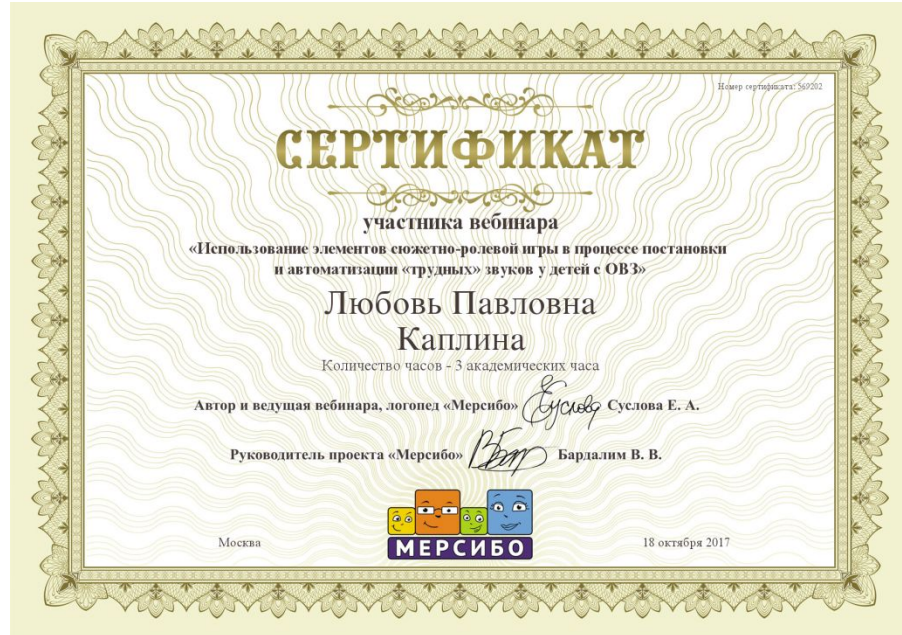 Номер сертификата: 569202
СЕРТИФИКАТ
участника вебинара
«Использование элементов сюжетно-ролевой игры в процессе постановки
и автоматизации «трудных» звуков у детей с ОВЗ»
Любовь Павловна
Каплина
Количество часов - 3 академических часа
Автор и ведущая вебинара, логопед «Мерсибо» Суслова Е. А.
Руководитель проекта «Мерсибо» Бардалим В. В.
МЕРСИБО
Москва 18 октября 2017